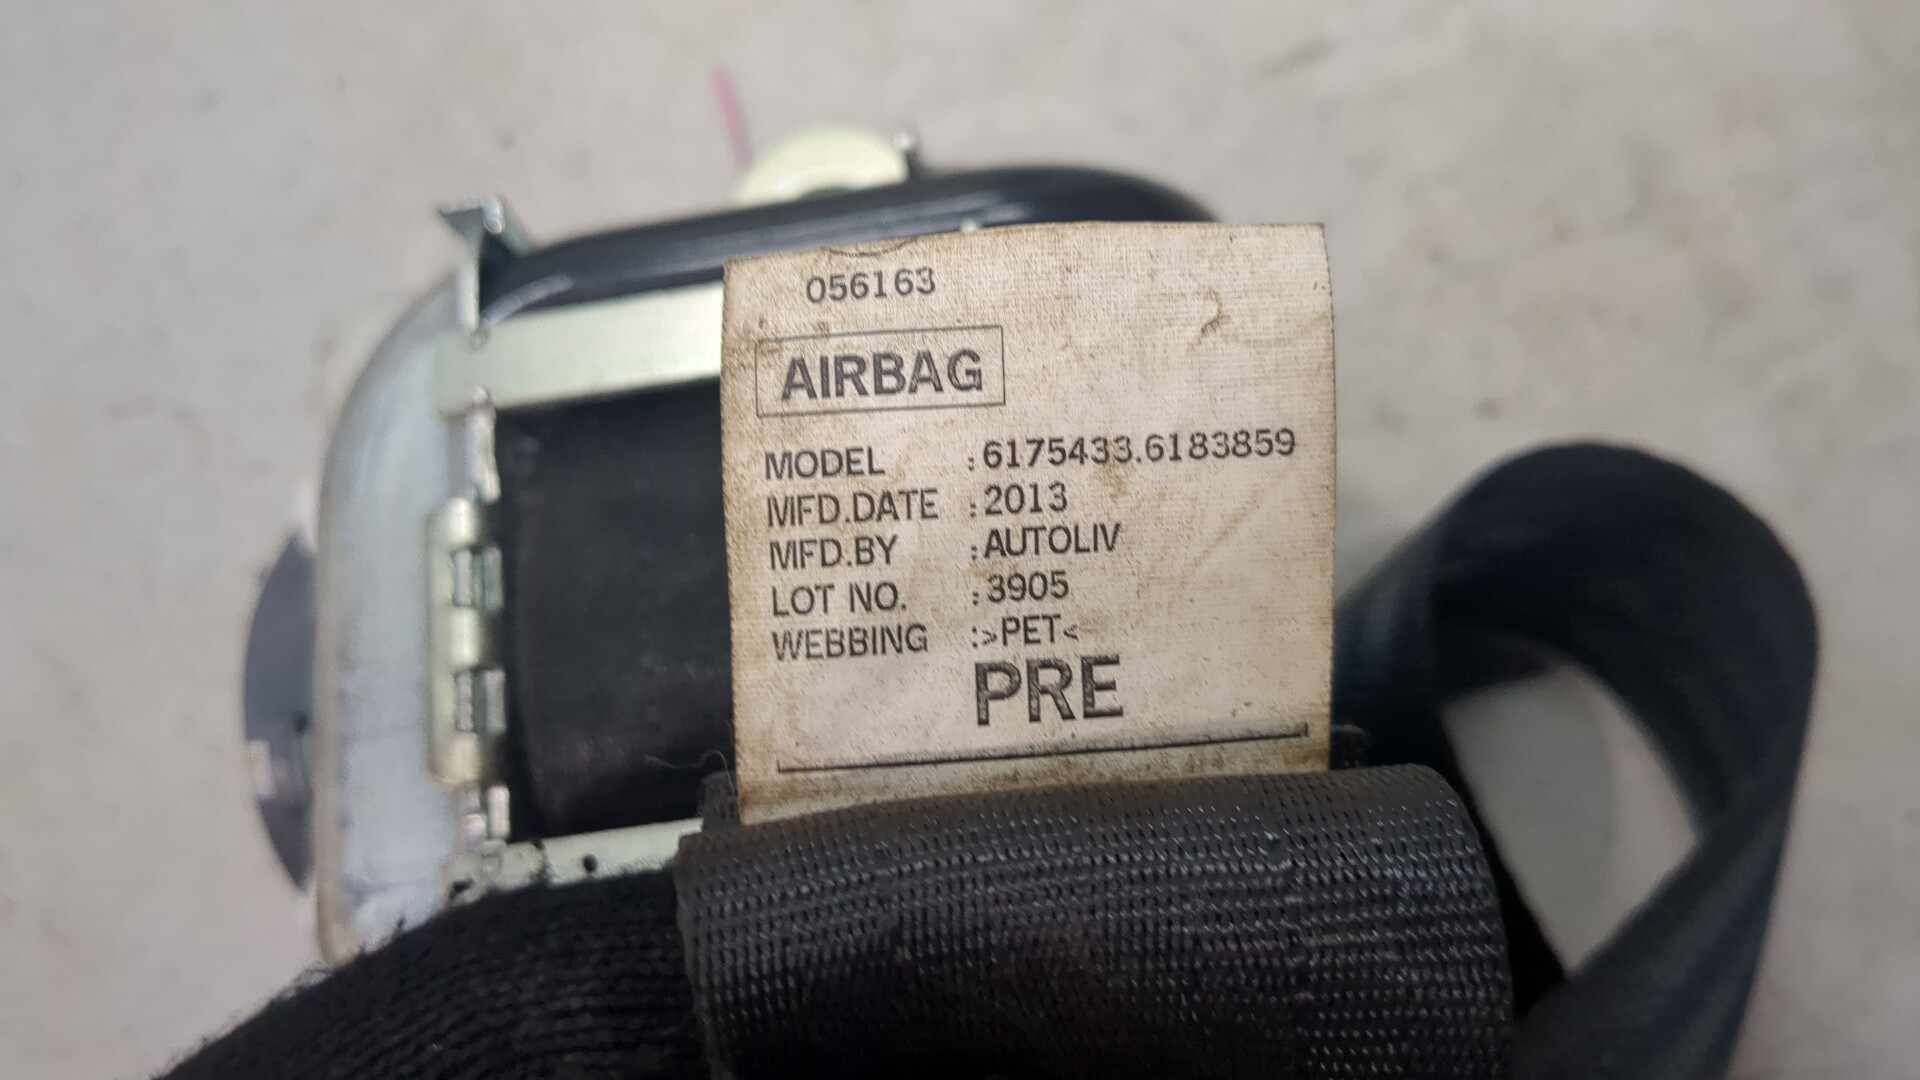 056163
AIRBAG
MODEL :6175433.6183859
MFD.DATE :2013
MFD.BY :AUTOLIV
LOT NO. :3905
WEBBING :>PET<
PRE